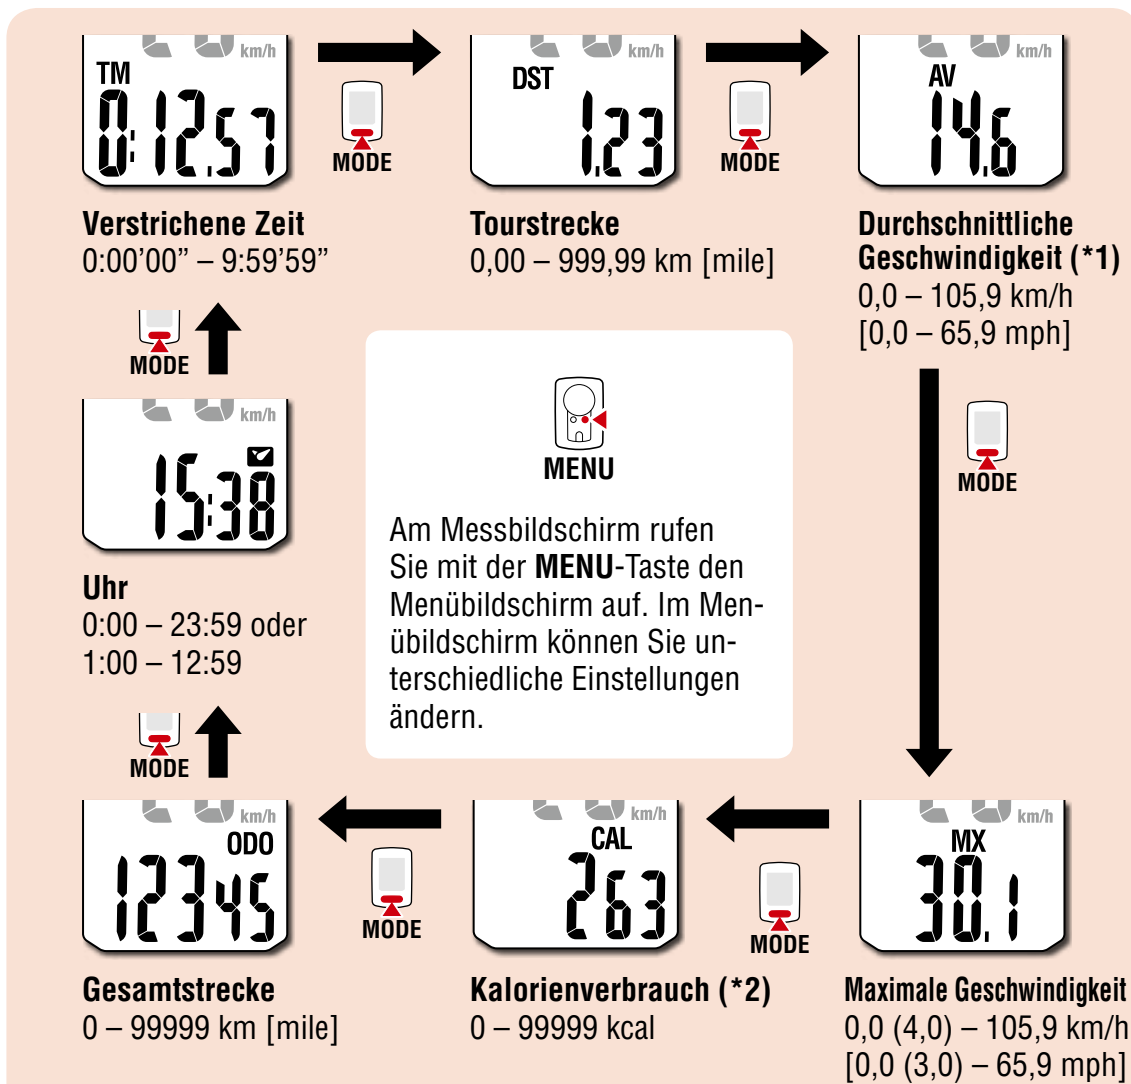 km/h
TM
0:12.57
MODE
Verstrichene Zeit
0:00’00” – 9:59’59”
km/h
DST
1.23
MODE
Tourstrecke
0,00 – 999,99 km [mile]
km/h
AV
14.6
Durchschnittliche
Geschwindigkeit (*1)
0,0 – 105,9 km/h
[0,0 – 65,9 mph]
MODE
MODE
km/h
15:38
Uhr
0:00 – 23:59 oder
1:00 – 12:59
MODE
MENU
Am Messbildschirm rufen
Sie mit der MENU-Taste den
Menübildschirm auf. Im Men-
übildschirm können Sie un-
terschiedliche Einstellungen
ändern.
km/h
ODO
12345
MODE
Gesamtstrecke
0 – 99999 km [mile]
km/h
CAL
263
MODE
Kalorienverbrauch (*2)
0 – 99999 kcal
km/h
MX
30.1
Maximale Geschwindigkeit
0,0 (4,0) – 105,9 km/h
[0,0 (3,0) – 65,9 mph]